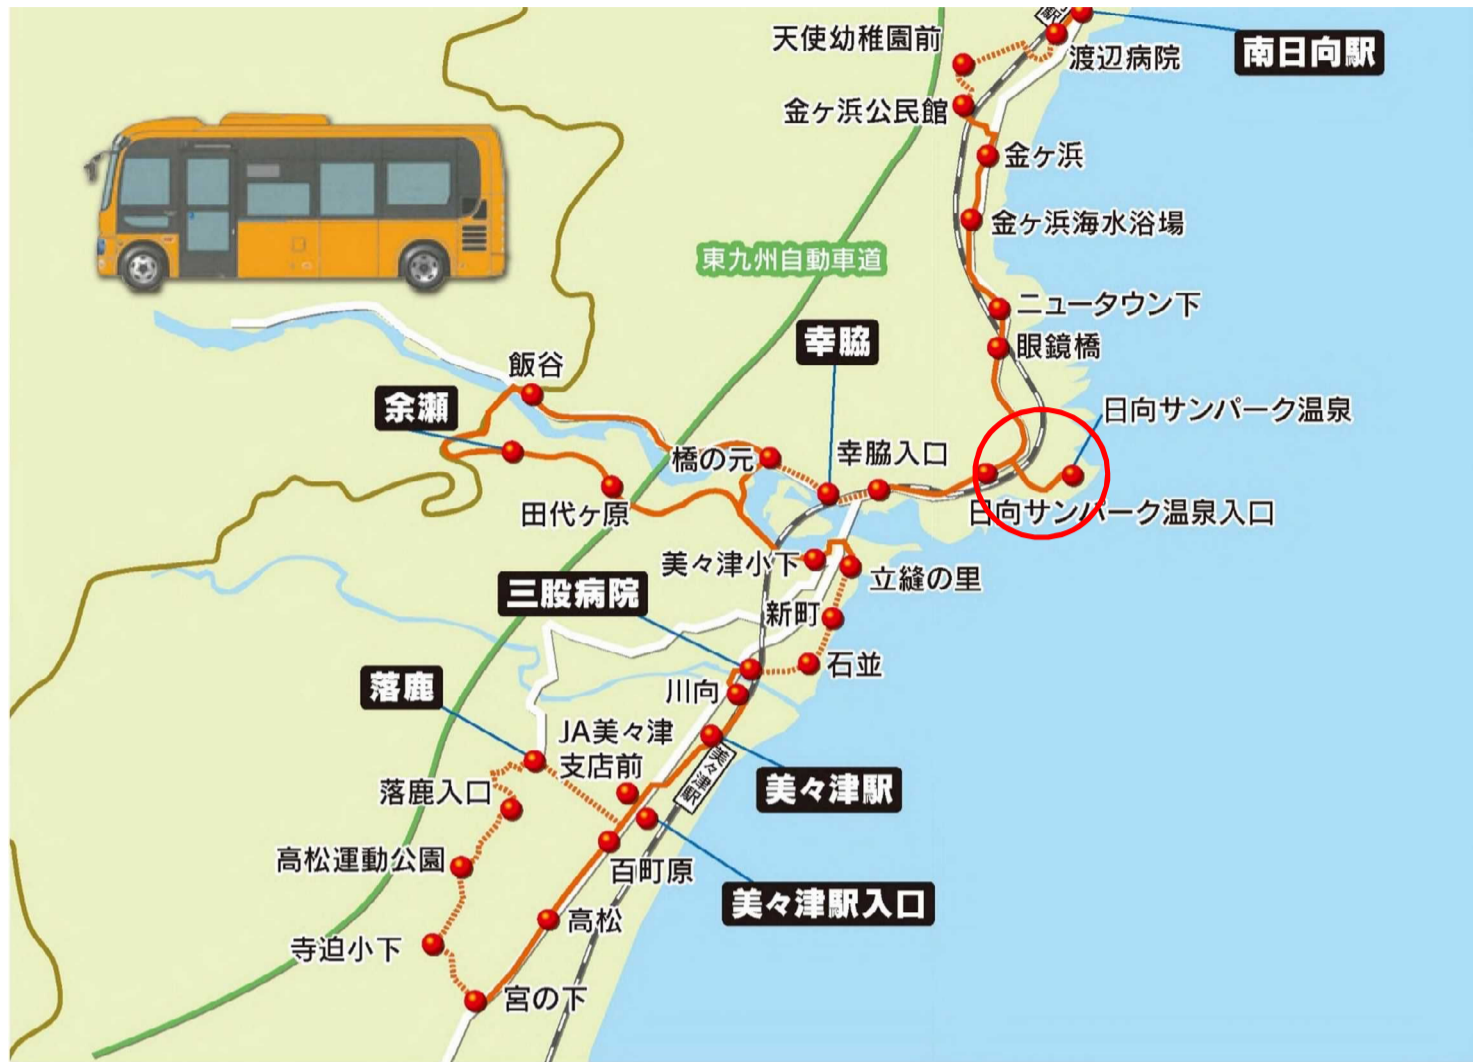 天使幼稚園前
渡辺病院
南日向駅
金ヶ浜公民館
金ヶ浜
金ヶ浜海水浴場
東九州自動車道
ニュータウン下
眼鏡橋
幸脇
飯谷
余瀬
日向サンパーク温泉
橋の元
幸脇入口
田代ヶ原
日向サンパーク温泉入口
美々津小下
立縫の里
三股病院
新町
石並
川向
落鹿
JA美々津
支店前
美々津駅
美々津駅
落鹿入口
高松運動公園
百町原
美々津駅入口
高松
寺迫小下
宮の下